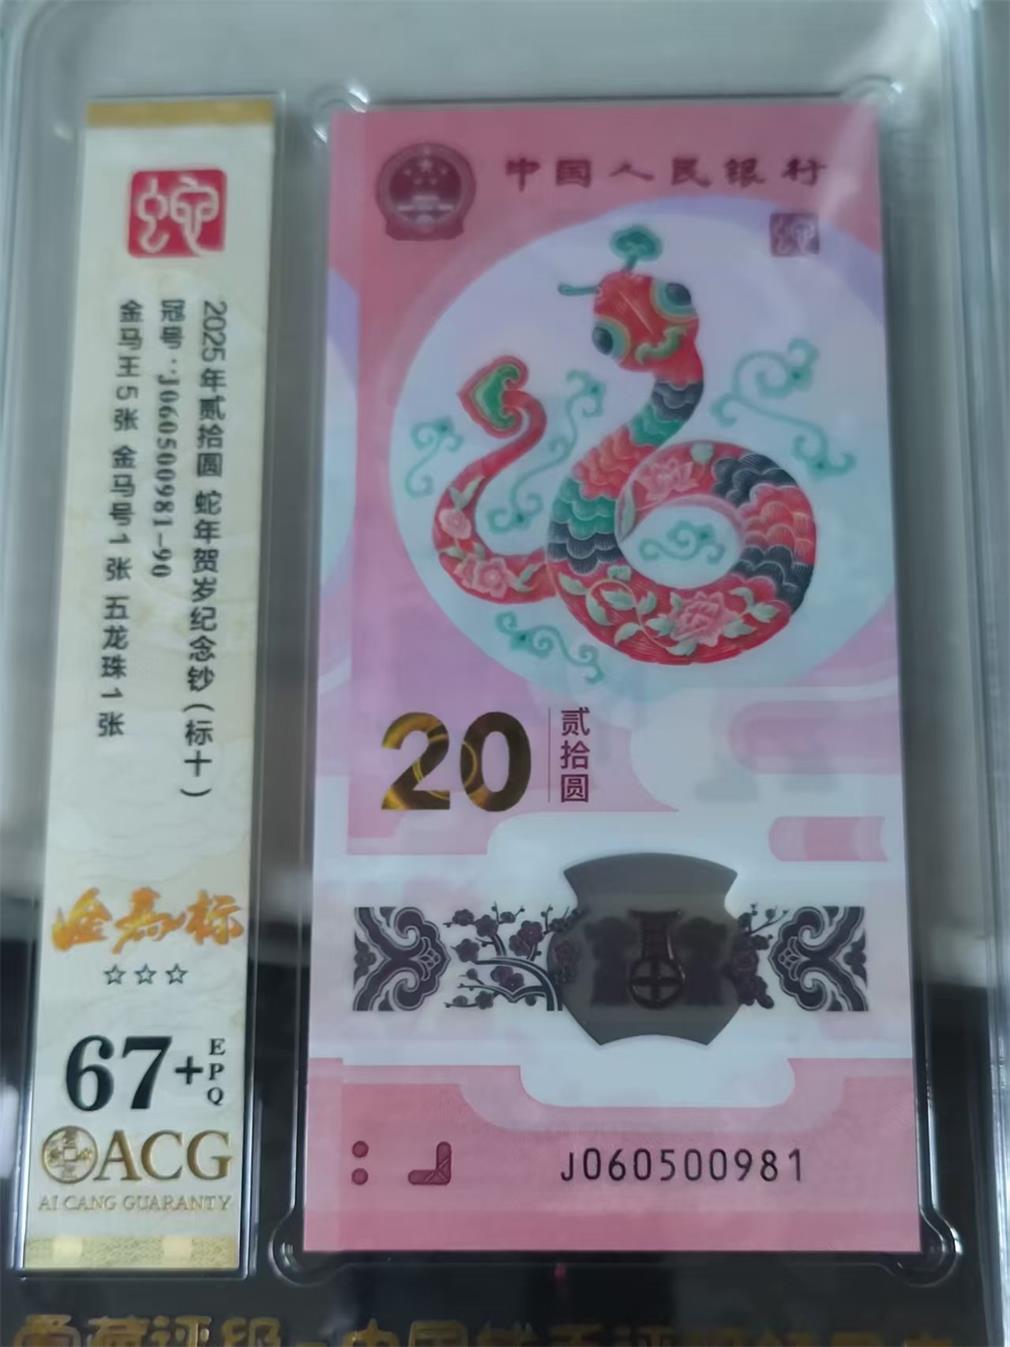 蛇
2025年贰拾圆 蛇年贺岁纪念钞(标十)
冠号:J060500981-90
金马王5张 金马号1张 五龙珠1张
金马标
☆☆☆
67+
EPQ
ACG
AI CANG GUARANTY
中国人民银行
蛇
20
贰拾圆
J060500981